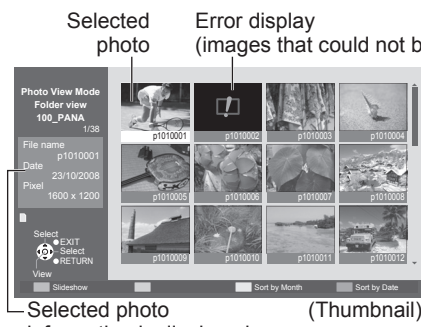 Selected photo
Error display
(images that could not b
Photo View Mode
Folder view
100_PANA
1/38
File name
p1010001
Date
23/10/2008
Pixel
1600 x 1200
Select
EXIT
Select
RETURN
View
p1010001 p1010002 p1010003 p1010004
p1010005 p1010006 p1010007 p1010008
p1010009 p1010010 p1010011 p1010012
Slideshow Sort by Month Sort by Date
Selected photo (Thumbnail)